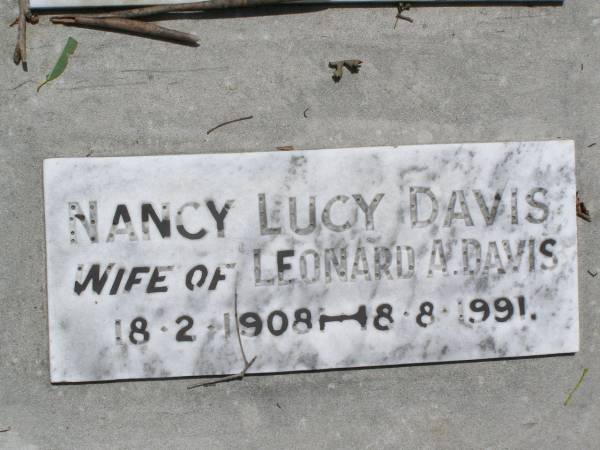 NANCY LUCY DAVIS
WIFE OF LEONARD A. DAVIS
18·2·1908—18·8·1991.